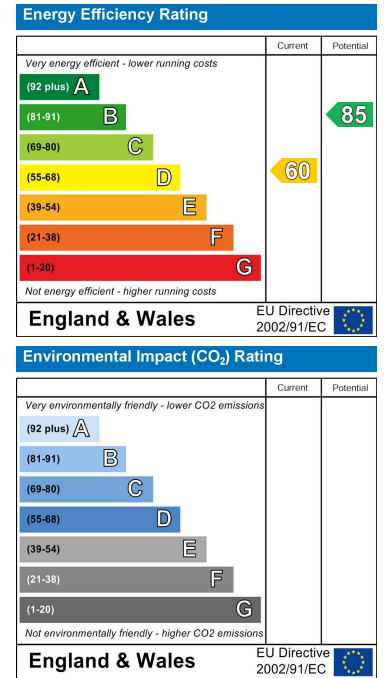 Energy Efficiency Rating
Current Potential
Very energy efficient - lower running costs
(92 plus) A
(81-91) B
85
(69-80) C
(55-68) D
60
(39-54) E
(21-38) F
(1-20) G
Not energy efficient - higher running costs
England & Wales
EU Directive
2002/91/EC
Environmental Impact (CO₂) Rating
Current Potential
Very environmentally friendly - lower CO2 emissions
(92 plus) A
(81-91) B
(69-80) C
(55-68) D
(39-54) E
(21-38) F
(1-20) G
Not environmentally friendly - higher CO2 emissions
England & Wales
EU Directive
2002/91/EC